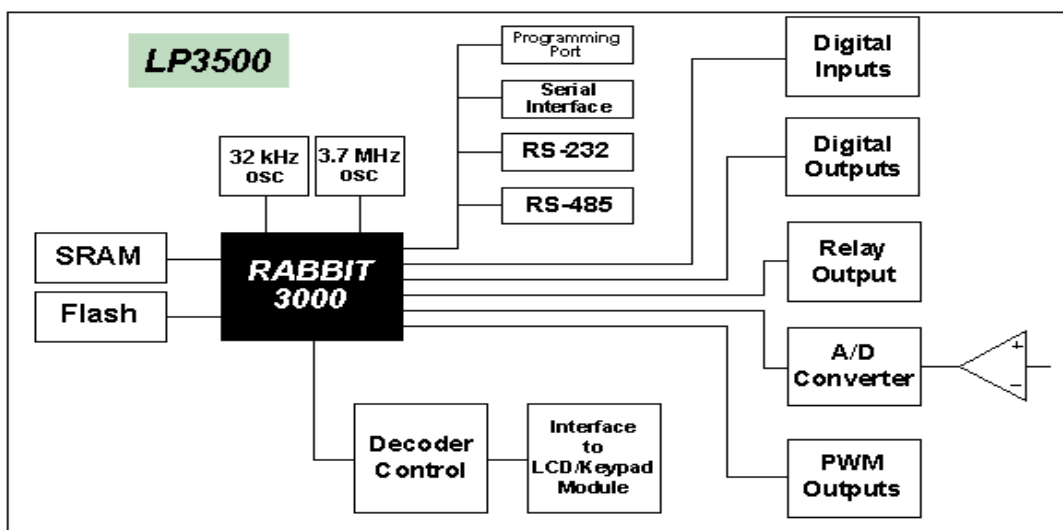 LP3500
Programming
Port
Serial
Interface
RS-232
RS-485
32 kHz
osc
3.7 MHz
osc
SRAM
Flash
RABBIT
3000
Decoder
Control
Interface
to
LCD/Keypad
Module
Digital
Inputs
Digital
Outputs
Relay
Output
A/D
Converter
+
−
PWM
Outputs